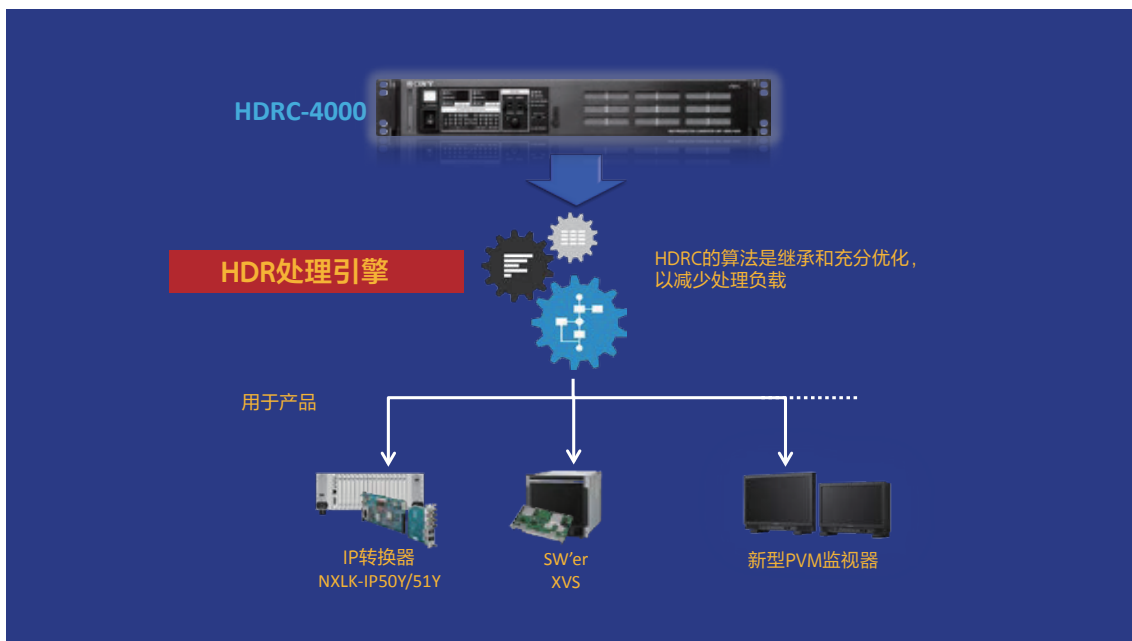 SONY
HDRC-4000
HDR处理引擎
HDRC的算法是继承和充分优化，
以减少处理负载
用于产品
IP转换器
NXLK-IP50Y/51Y
SW’er
XVS
新型PVM监视器